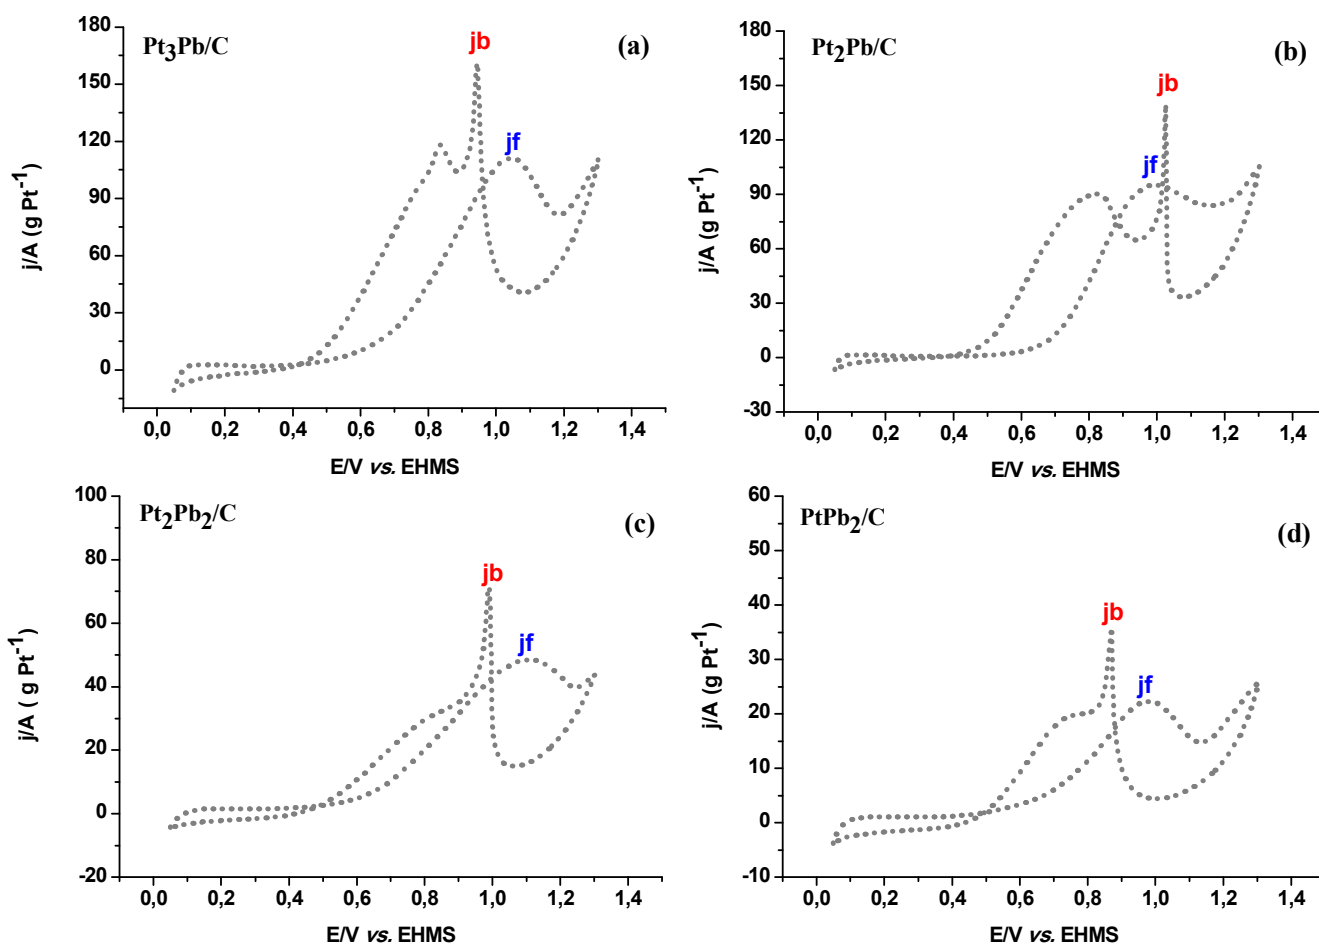 Pt3Pb/C
(a)
jb
jf
j/A (g Pt-1)
180
150
120
90
60
30
0
0,0 0,2 0,4 0,6 0,8 1,0 1,2 1,4
E/V vs. EHMS
Pt2Pb/C
(b)
jb
jf
j/A (g Pt-1)
180
150
120
90
60
30
0
-30
0,0 0,2 0,4 0,6 0,8 1,0 1,2 1,4
E/V vs. EHMS
Pt2Pb2/C
(c)
jb
jf
j/A ( g Pt-1)
100
80
60
40
20
0
-20
0,0 0,2 0,4 0,6 0,8 1,0 1,2 1,4
E/V vs. EHMS
PtPb2/C
(d)
jb
jf
j/A (g Pt-1)
60
50
40
30
20
10
0
-10
0,0 0,2 0,4 0,6 0,8 1,0 1,2 1,4
E/V vs. EHMS